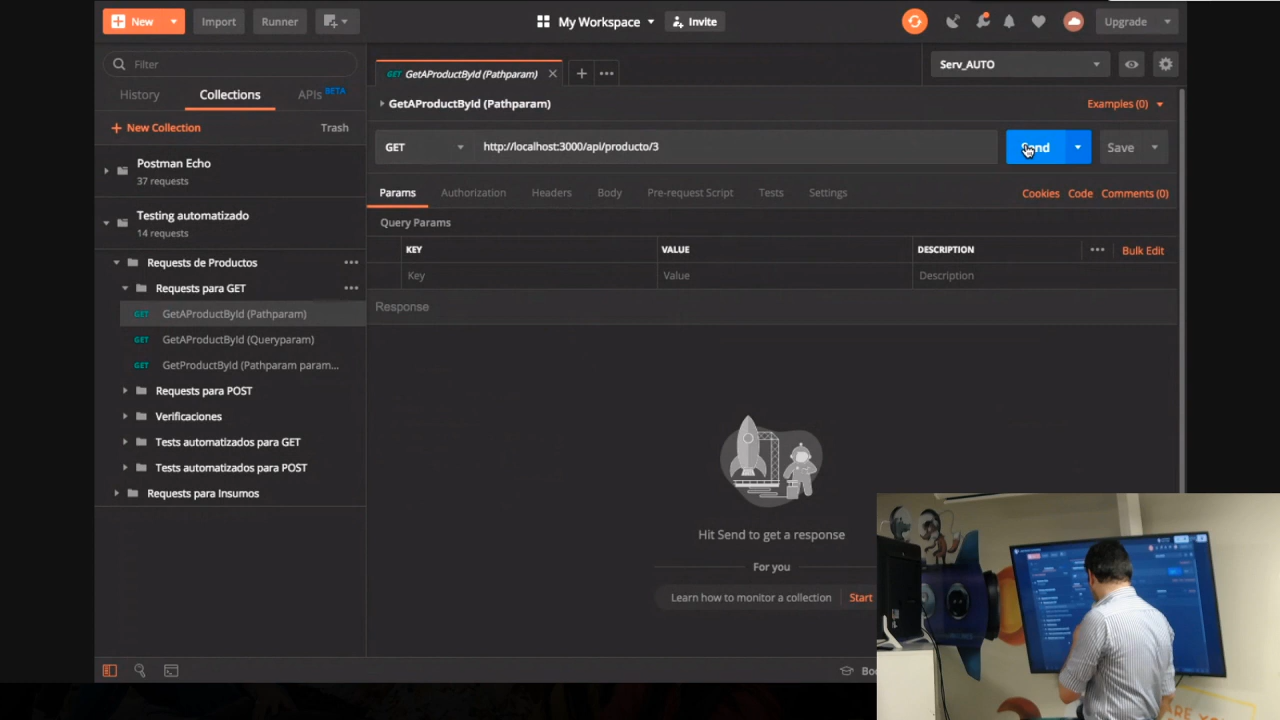 New
Import
Runner
My Workspace
Invite
Upgrade
Filter
History
Collections
APIs
BETA
New Collection
Trash
Postman Echo
37 requests
Testing automatizado
14 requests
Requests de Productos
Requests para GET
GET GetAProductById (Pathparam)
GET GetAProductById (Queryparam)
GET GetProductById (Pathparam param...
Requests para POST
Verificaciones
Tests automatizados para GET
Tests automatizados para POST
Requests para Insumos
GET GetAProductById (Pathparam)
Serv_AUTO
GetAProductById (Pathparam)
Examples (0)
GET
http://localhost:3000/api/producto/3
Send
Save
Params
Authorization
Headers
Body
Pre-request Script
Tests
Settings
Cookies
Code
Comments (0)
Query Params
KEY
VALUE
DESCRIPTION
Bulk Edit
Key
Value
Description
Response
Hit Send to get a response
For you
Learn how to monitor a collection
Start